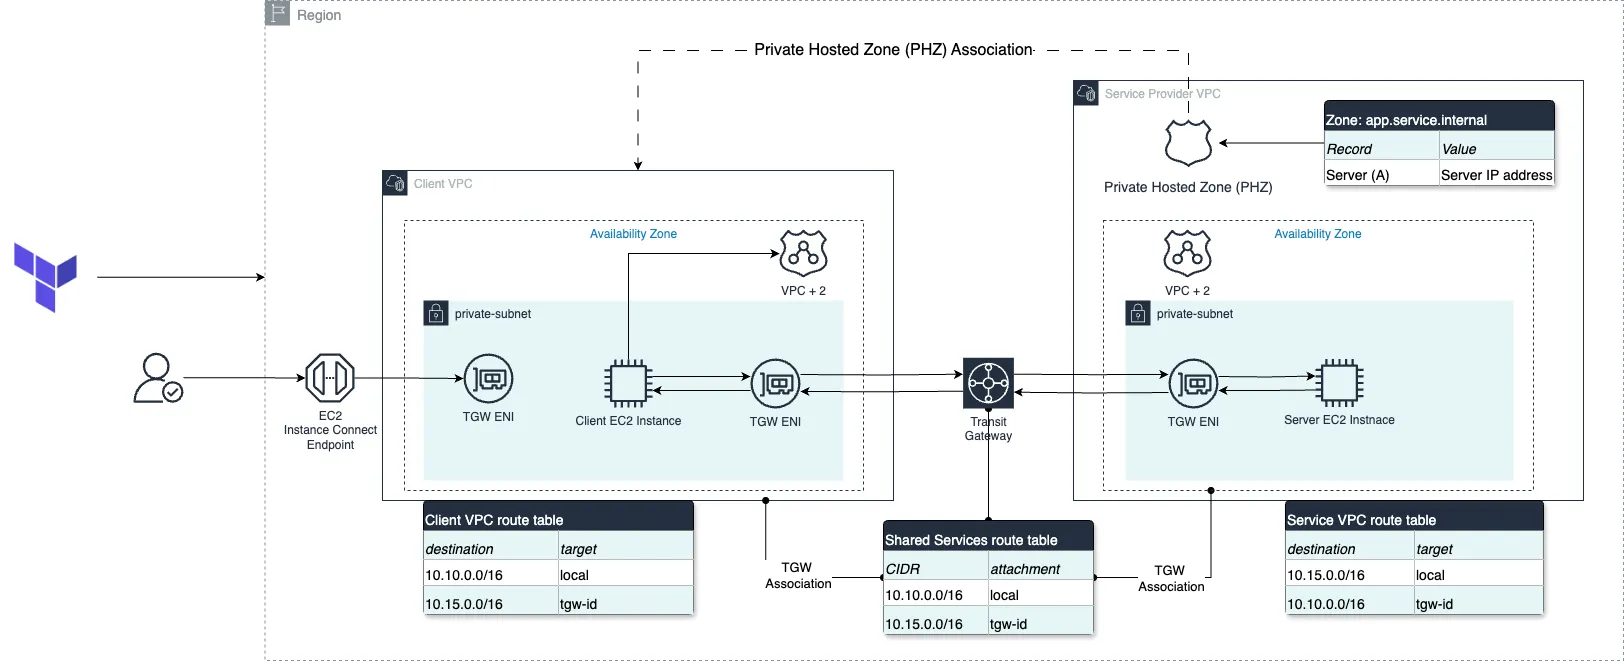 Region
Private Hosted Zone (PHZ) Association
Service Provider VPC
Zone: app.service.internal
Record Value
Server (A) Server IP address
Private Hosted Zone (PHZ)
Client VPC
Availability Zone
VPC + 2
private-subnet
TGW ENI
Client EC2 Instance
TGW ENI
EC2
Instance Connect
Endpoint
Transit
Gateway
Availability Zone
VPC + 2
private-subnet
TGW ENI
Server EC2 Instnace
Client VPC route table
destination target
10.10.0.0/16 local
10.15.0.0/16 tgw-id
TGW
Association
Shared Services route table
CIDR attachment
10.10.0.0/16 local
10.15.0.0/16 tgw-id
TGW
Association
Service VPC route table
destination target
10.15.0.0/16 local
10.10.0.0/16 tgw-id